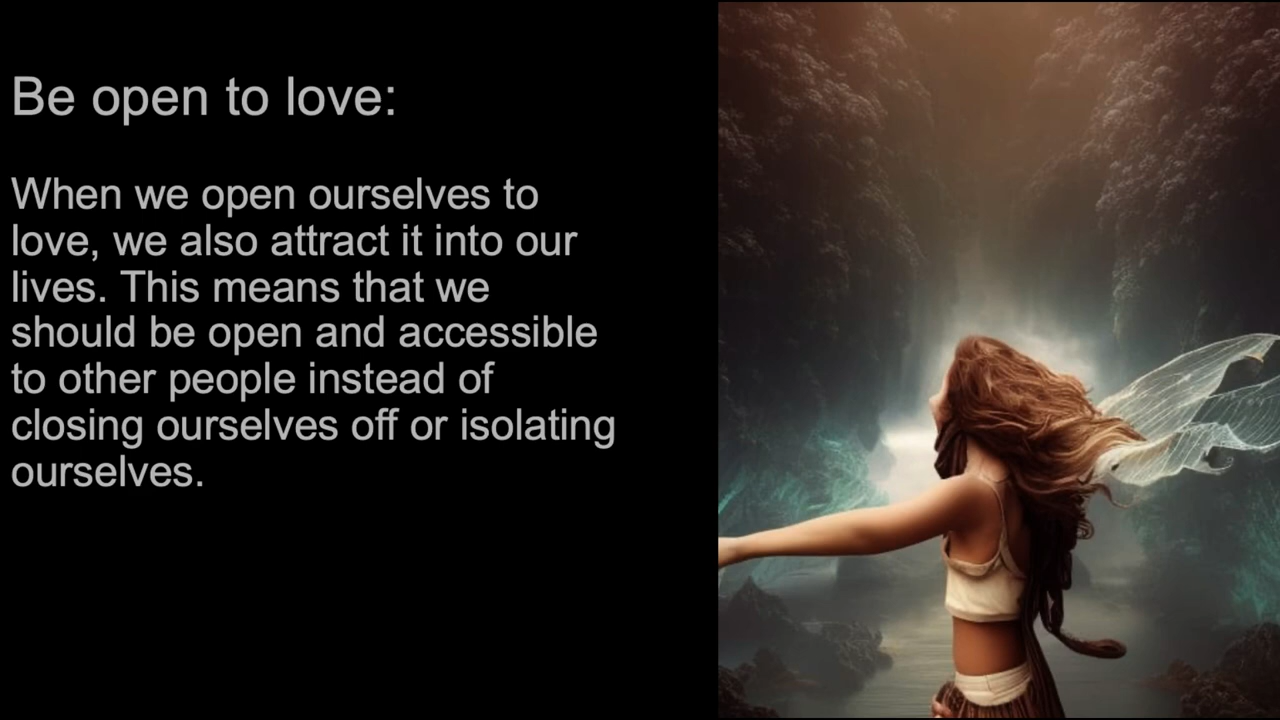 Be open to love:
When we open ourselves to
love, we also attract it into our
lives. This means that we
should be open and accessible
to other people instead of
closing ourselves off or isolating
ourselves.